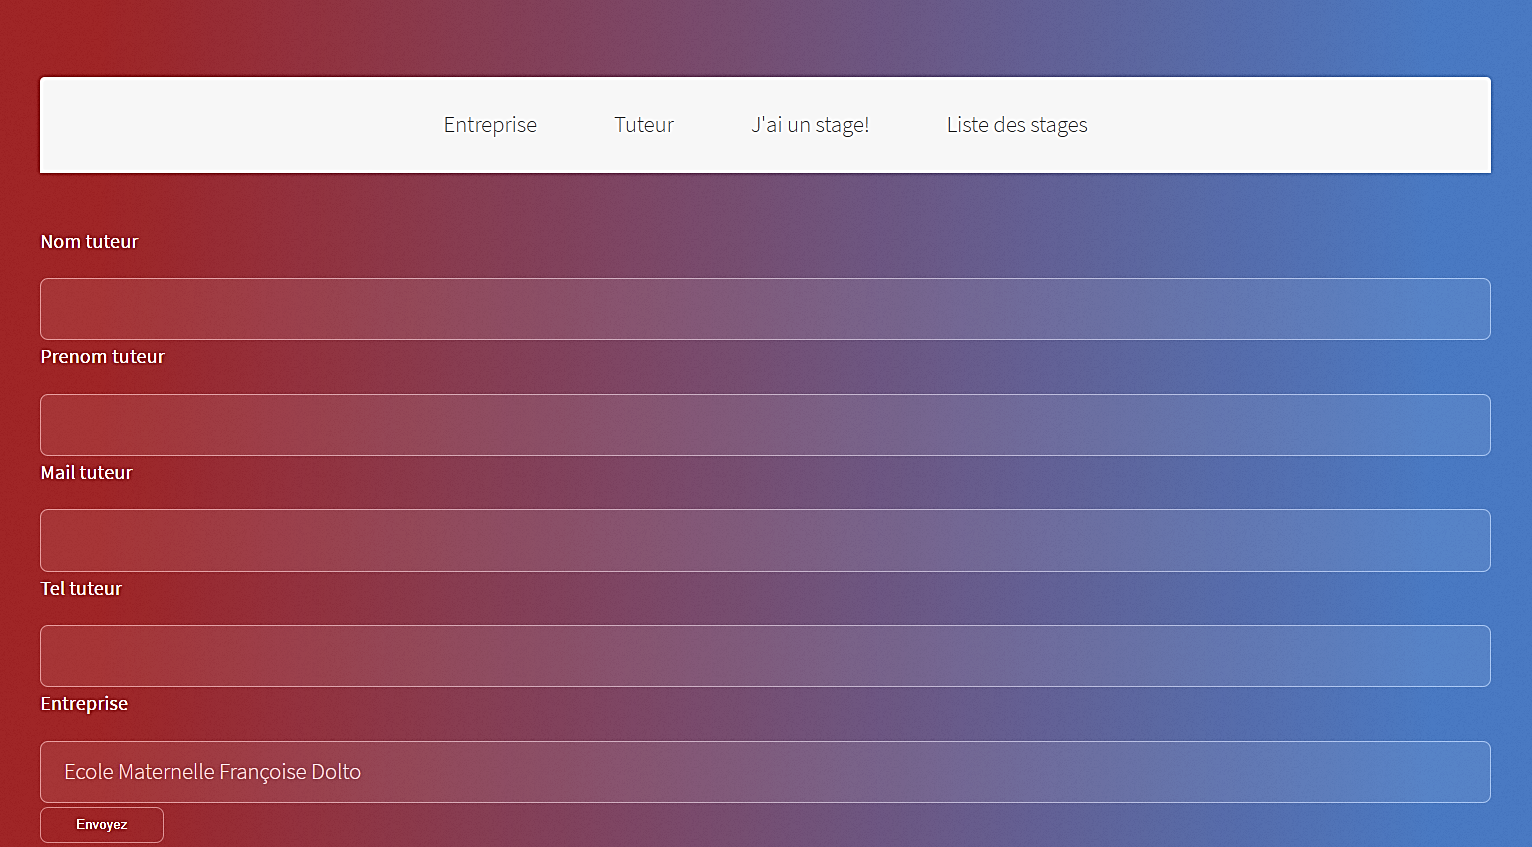 Entreprise Tuteur J'ai un stage! Liste des stages
Nom tuteur
Prenom tuteur
Mail tuteur
Tel tuteur
Entreprise
Ecole Maternelle Françoise Dolto
Envoyez